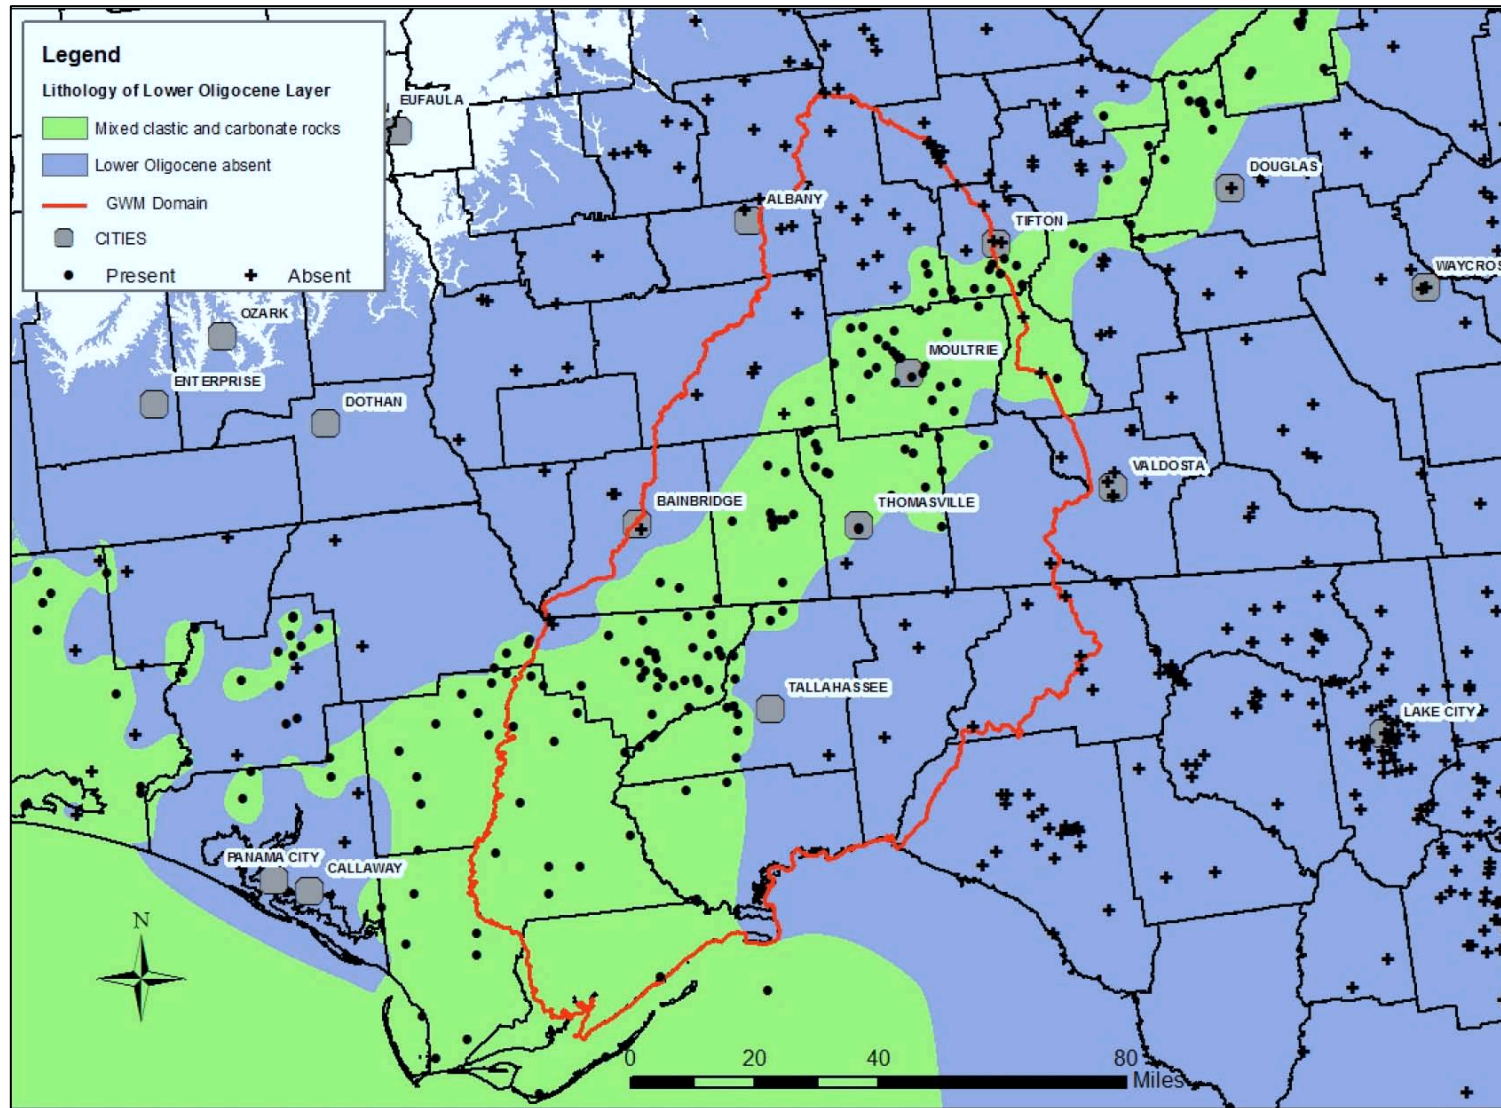 Legend
Lithology of Lower Oligocene Layer
Mixed clastic and carbonate rocks
Lower Oligocene absent
GWM Domain
CITIES
Present Absent
EUFAULA
DOUGLAS
ALBANY
TIFTON
WAYCROS
OZARK
MOULTRIE
ENTERPRISE
DOTHAN
VALDOSTA
BAINBRIDGE
THOMASVILLE
TALLAHASSEE
LAKE CITY
PANAMA CITY
CALLAWAY
N
0 20 40 80
Miles